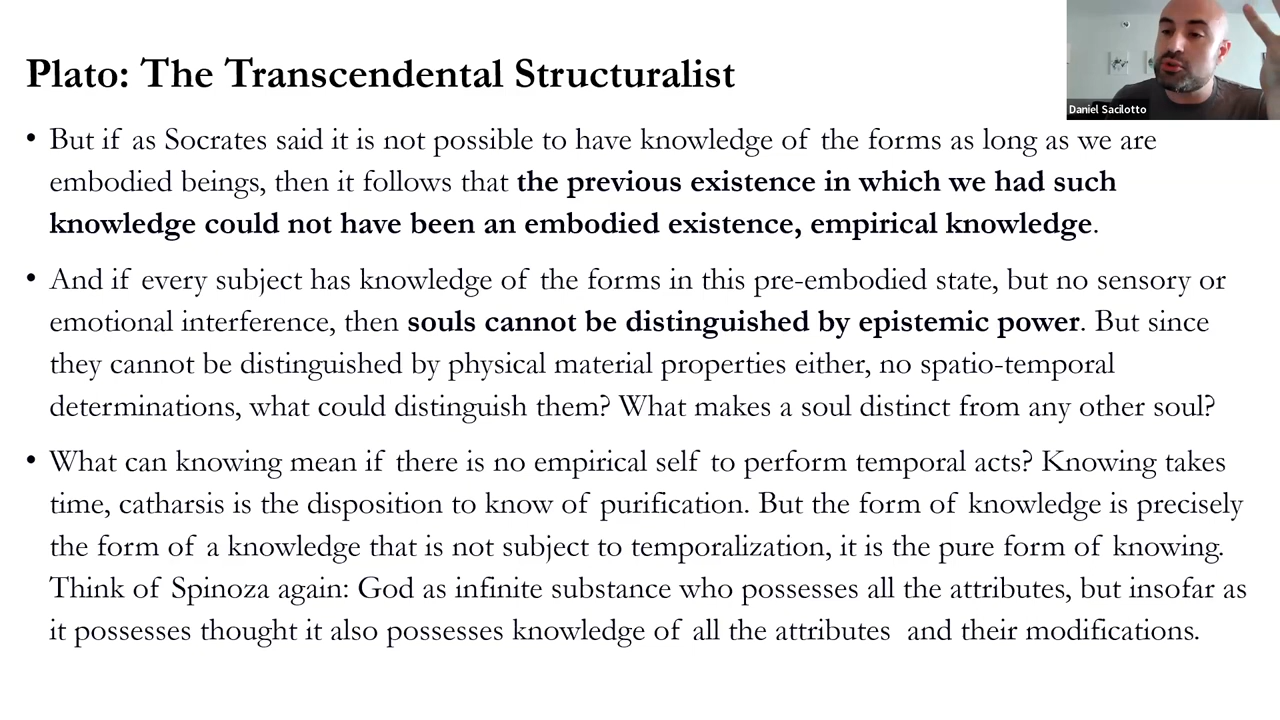 Plato: The Transcendental Structuralist
Daniel Sacilotto
• But if as Socrates said it is not possible to have knowledge of the forms as long as we are
embodied beings, then it follows that the previous existence in which we had such
knowledge could not have been an embodied existence, empirical knowledge.
• And if every subject has knowledge of the forms in this pre-embodied state, but no sensory or
emotional interference, then souls cannot be distinguished by epistemic power. But since
they cannot be distinguished by physical material properties either, no spatio-temporal
determinations, what could distinguish them? What makes a soul distinct from any other soul?
• What can knowing mean if there is no empirical self to perform temporal acts? Knowing takes
time, catharsis is the disposition to know of purification. But the form of knowledge is precisely
the form of a knowledge that is not subject to temporalization, it is the pure form of knowing.
Think of Spinoza again: God as infinite substance who possesses all the attributes, but insofar as
it possesses thought it also possesses knowledge of all the attributes and their modifications.